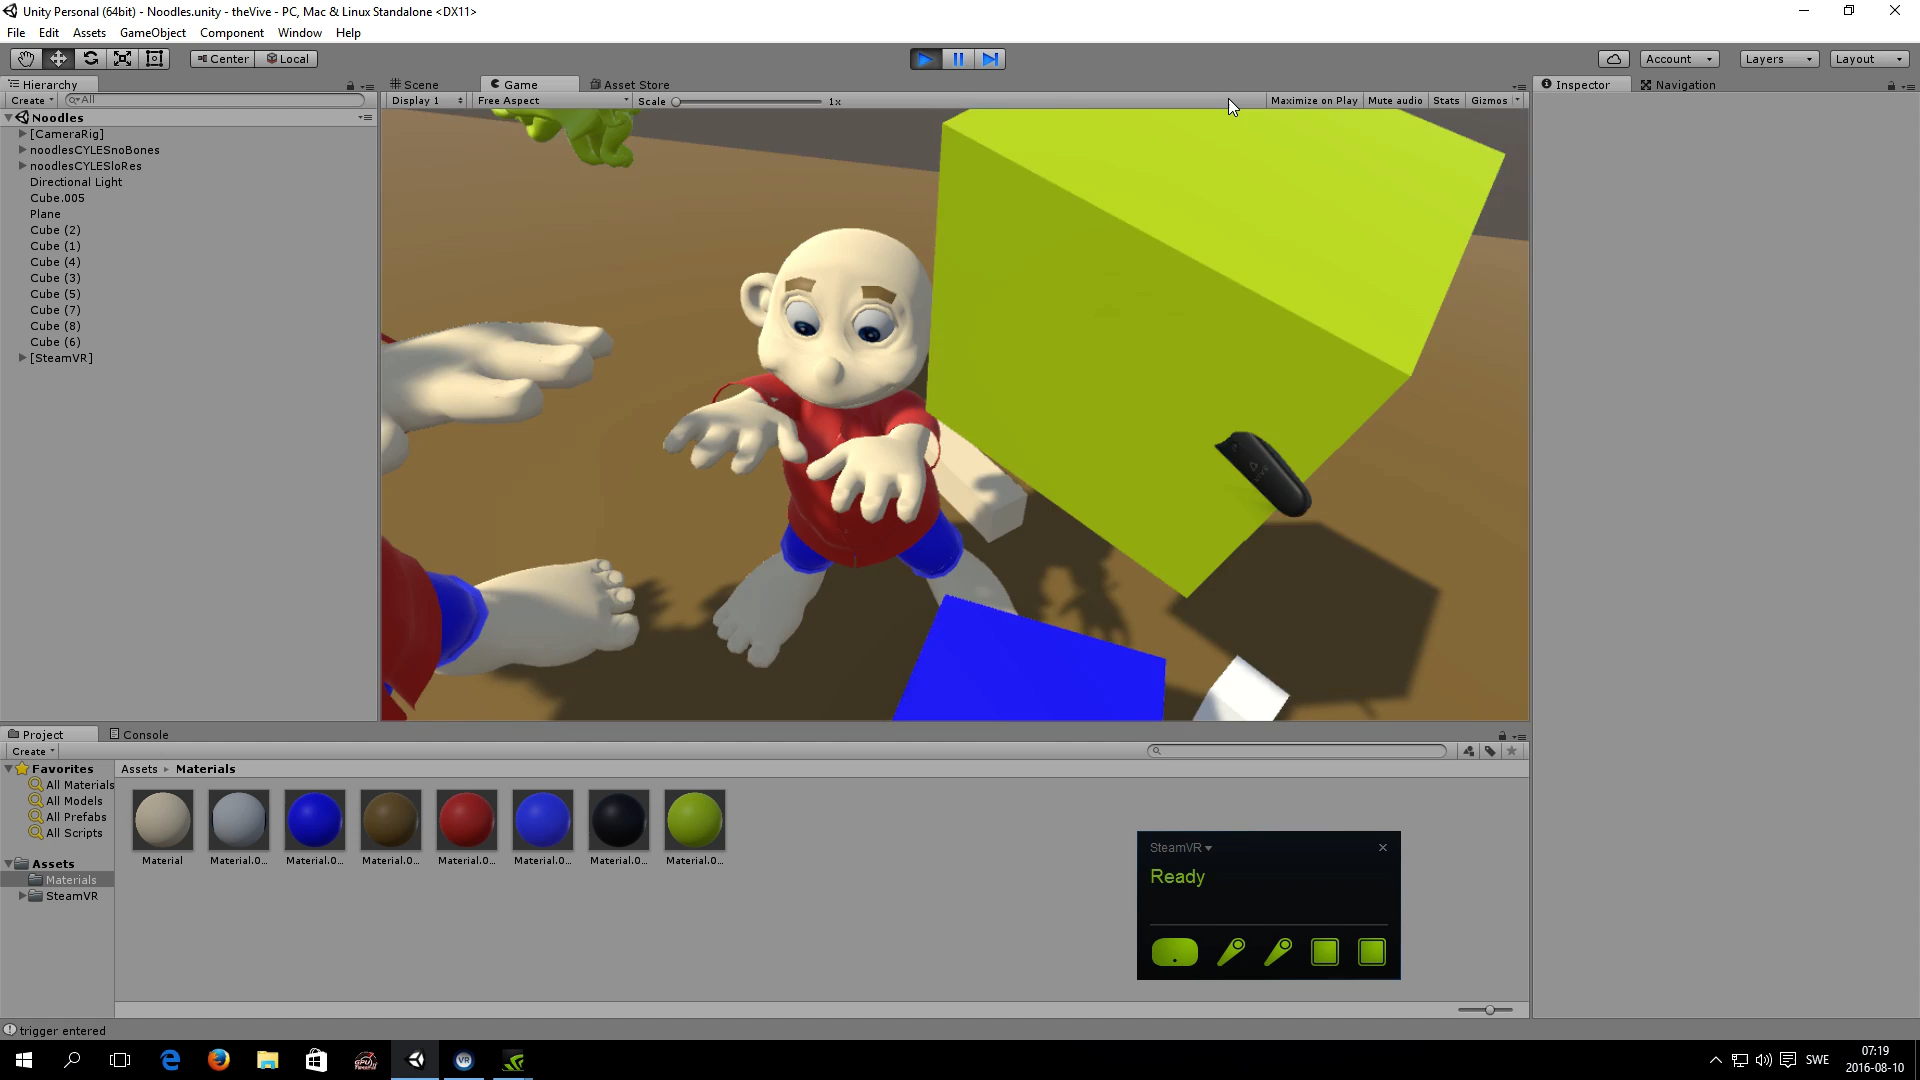 Unity Personal (64bit) - Noodles.unity - theVive - PC, Mac & Linux Standalone <DX11>
File Edit Assets GameObject Component Window Help
Center Local Account Layers Layout
Hierarchy Scene Game Asset Store Inspector Navigation
Create All Display 1 Free Aspect Scale 1x Maximize on Play Mute audio Stats Gizmos
Noodles
[CameraRig]
noodlesCYLESnoBones
noodlesCYLESloRes
Directional Light
Cube.005
Plane
Cube (2)
Cube (1)
Cube (4)
Cube (3)
Cube (5)
Cube (7)
Cube (8)
Cube (6)
[SteamVR]
Project Console
Create
Favorites
All Materials
All Models
All Prefabs
All Scripts
Assets
Materials
SteamVR
Assets Materials
Material Material.0... Material.0... Material.0... Material.0... Material.0... Material.0... Material.0...
SteamVR
Ready
trigger entered
SWE
07:19
2016-08-10